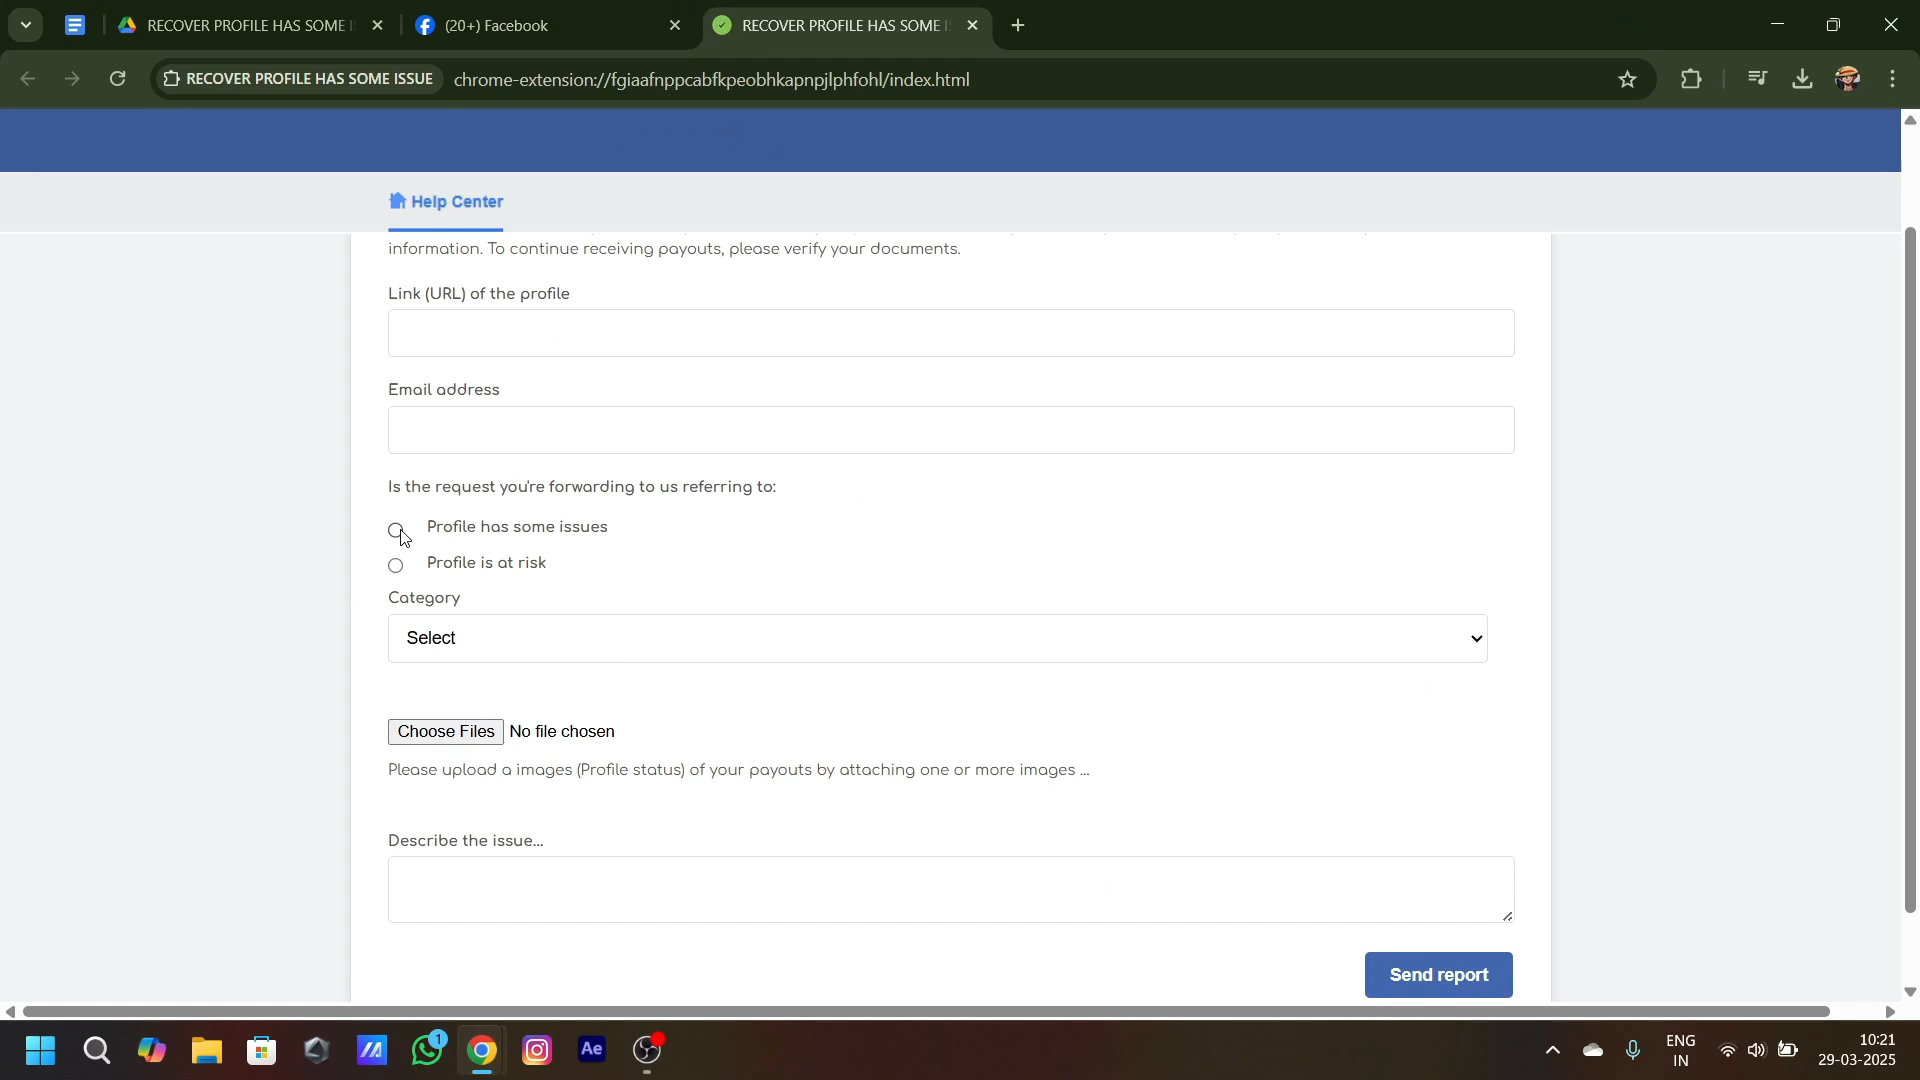 RECOVER PROFILE HAS SOME I
(20+) Facebook
RECOVER PROFILE HAS SOME I
RECOVER PROFILE HAS SOME ISSUE
chrome-extension://fgiaafnppcabfkpeobhkapnpjlphfohl/index.html
Help Center
information. To continue receiving payouts, please verify your documents.
Link (URL) of the profile
Email address
Is the request you're forwarding to us referring to:
Profile has some issues
Profile is at risk
Category
Select
Choose Files No file chosen
Please upload a images (Profile status) of your payouts by attaching one or more images ...
Describe the issue...
Send report
1
Ae
ENG
IN
10:21
29-03-2025